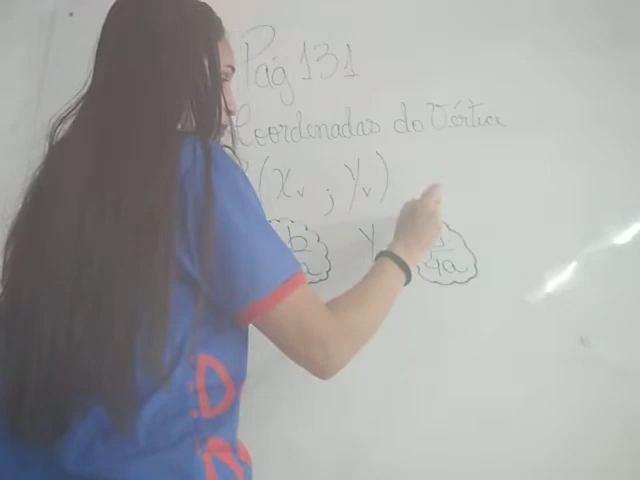 Pág 131
Coordenadas do Vértice
(Xv ; Yv)
b Y
a 4a